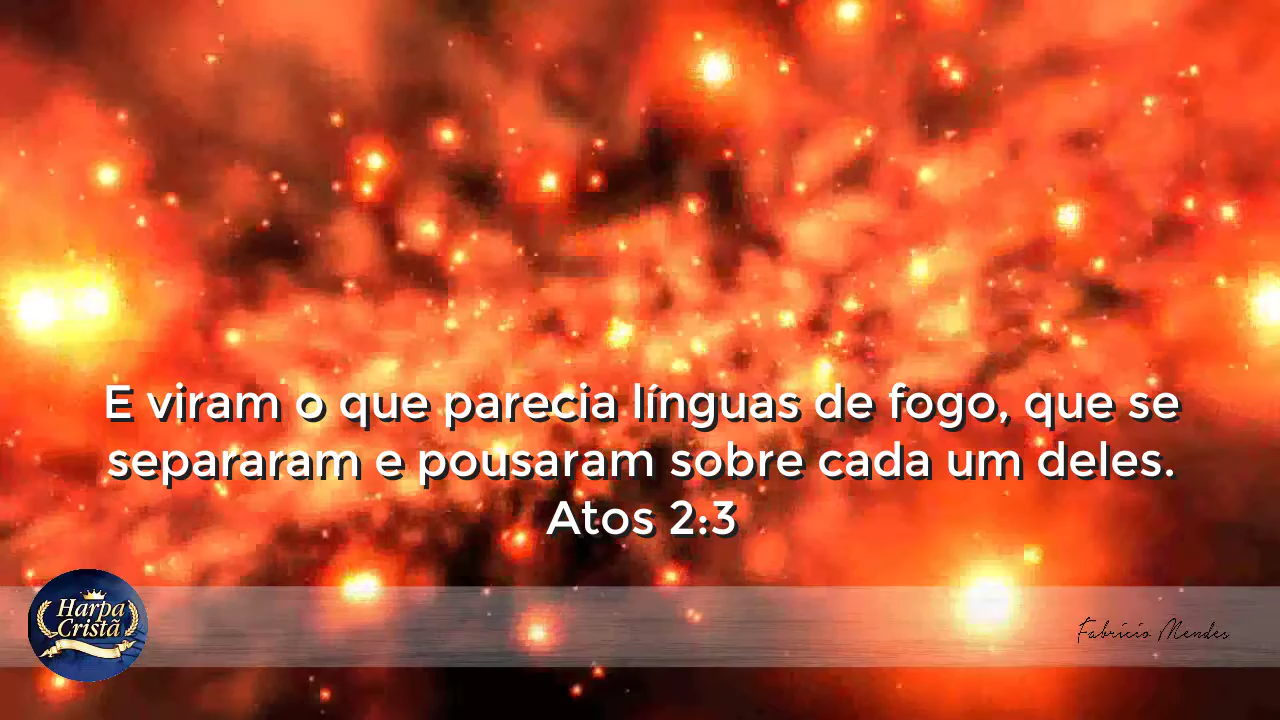 E viram o que parecia línguas de fogo, que se
separaram e pousaram sobre cada um deles.
Atos 2:3
Harpa
Cristã
Fabricio Mendes